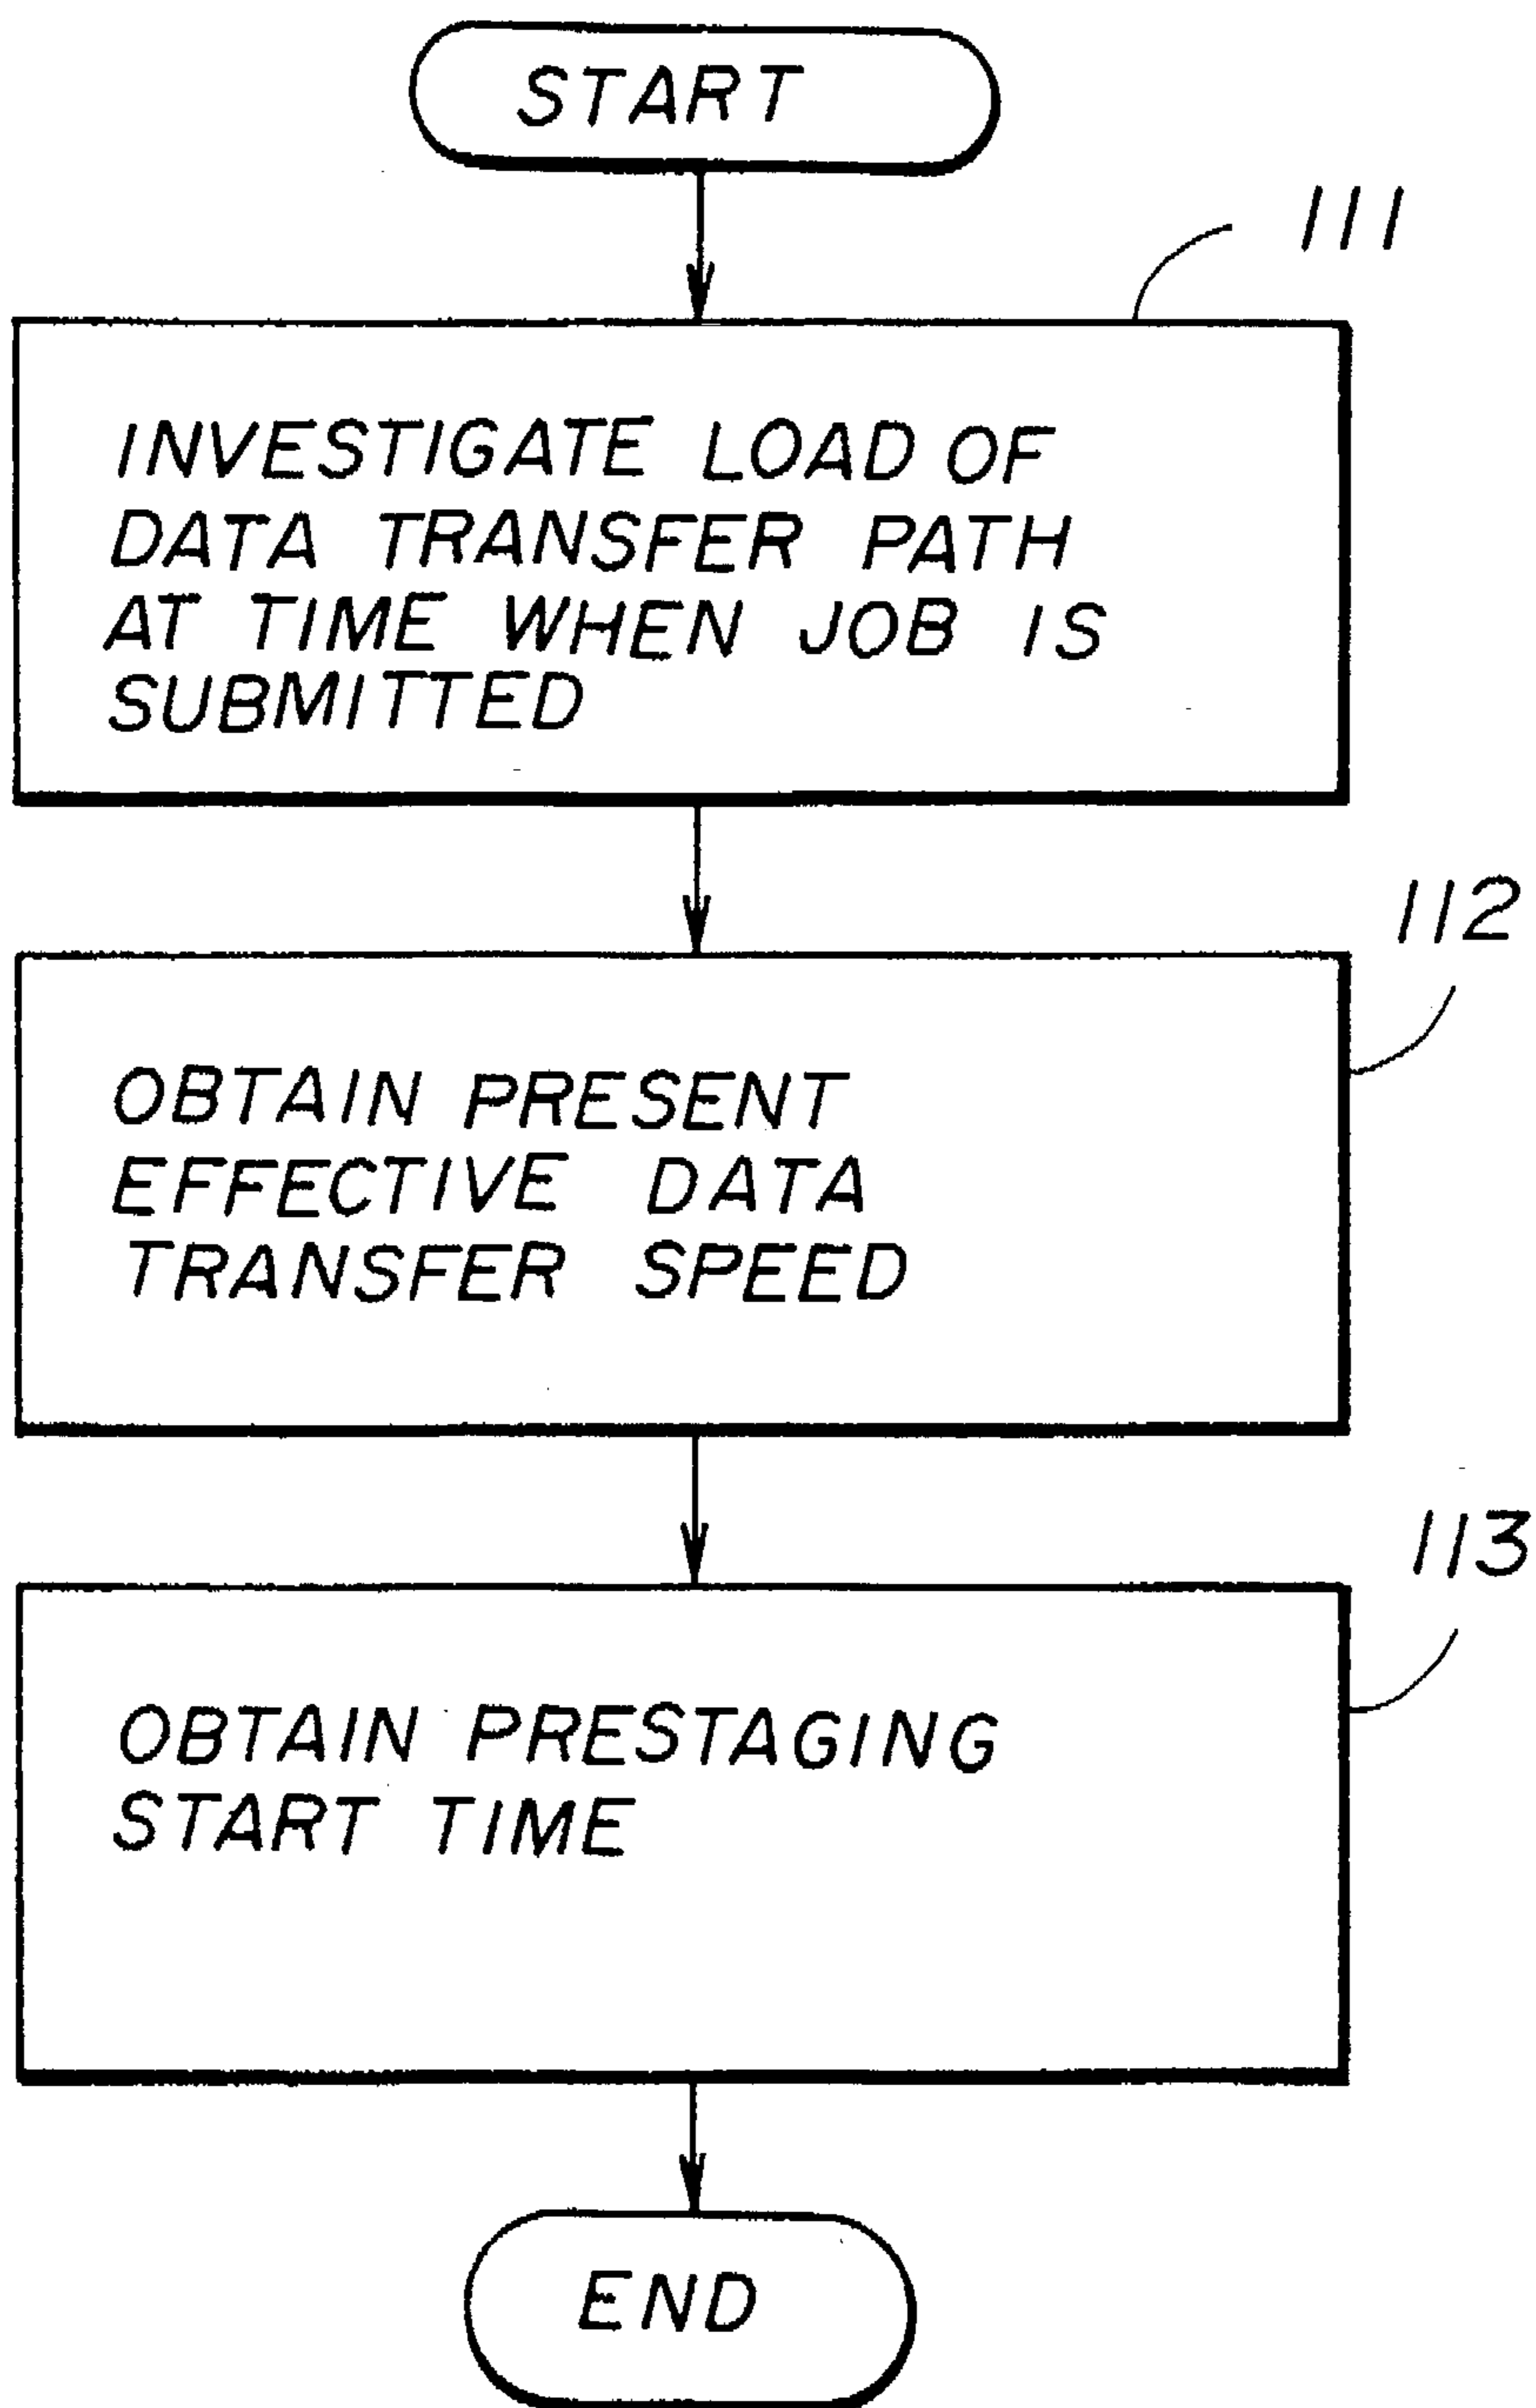 START
111
INVESTIGATE LOAD OF
DATA TRANSFER PATH
AT TIME WHEN JOB IS
SUBMITTED
112
OBTAIN PRESENT
EFFECTIVE DATA
TRANSFER SPEED
113
OBTAIN PRESTAGING
START TIME
END